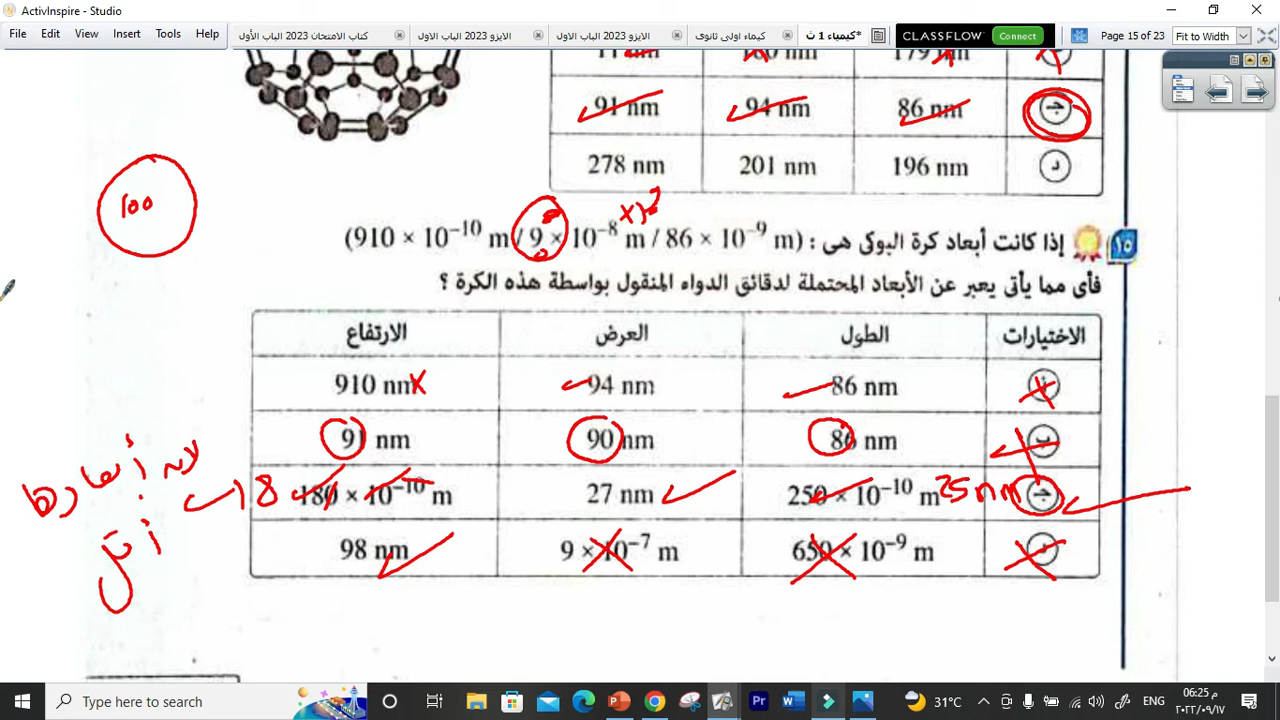 ActivInspire - Studio
File Edit View Insert Tools Help
كتاب الامتحان 2023 الباب الأول
الايزو 2023 الباب الاول
الايزو 2023 الباب الاول
كيمياء اولى ثانوى
*كيمياء 1 ث
CLASSFLOW Connect
Page 15 of 23
Fit to Width
179 nm
ج 86 nm 94 nm 91 nm
د 196 nm 201 nm 278 nm
100
١٥ إذا كانت أبعاد كرة البوكى هى : (910 × 10⁻¹⁰ m / 9 × 10⁻⁸ m / 86 × 10⁻⁹ m)
فأى مما يأتى يعبر عن الأبعاد المحتملة لدقائق الدواء المنقول بواسطة هذه الكرة ؟
الاختيارات الطول العرض الارتفاع
أ 86 nm 94 nm 910 nm
ب 86 nm 90 nm 91 nm
ج 250 × 10⁻¹⁰ m 27 nm 180 × 10⁻¹⁰ m
25 nm
18
د 650 × 10⁻⁹ m 9 × 10⁻⁷ m 98 nm
Type here to search
31°C
ENG
06:25 م
٢٠٢٢/٠٩/١٧